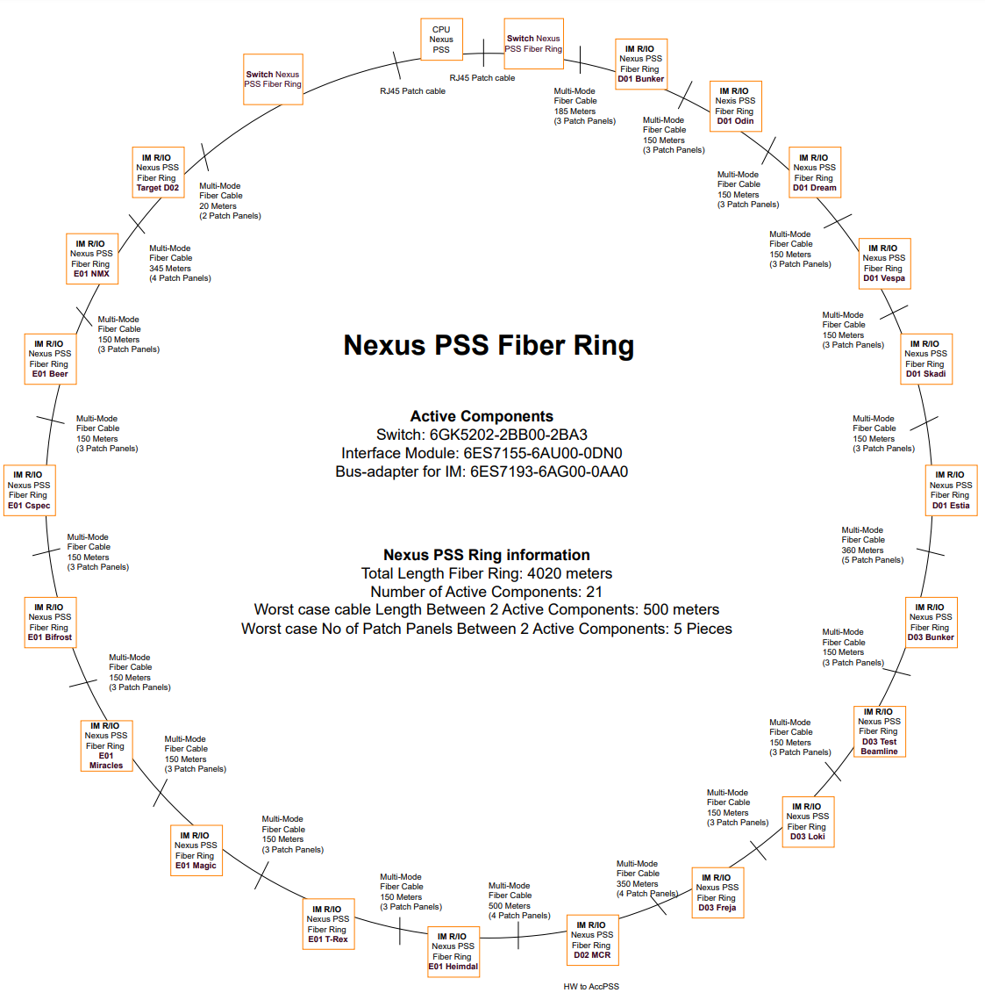 CPU
Nexus
PSS
Switch Nexus
PSS Fiber Ring
RJ45 Patch cable
RJ45 Patch cable
Switch Nexus
PSS Fiber Ring
Multi-Mode
Fiber Cable
185 Meters
(3 Patch Panels)
IM R/IO
Nexus PSS
Fiber Ring
D01 Bunker
Multi-Mode
Fiber Cable
150 Meters
(3 Patch Panels)
IM R/IO
Nexis PSS
Fiber Ring
D01 Odin
Multi-Mode
Fiber Cable
150 Meters
(3 Patch Panels)
IM R/IO
Nexus PSS
Fiber Ring
D01 Dream
Multi-Mode
Fiber Cable
150 Meters
(3 Patch Panels)
IM R/IO
Nexus PSS
Fiber Ring
D01 Vespa
Multi-Mode
Fiber Cable
150 Meters
(3 Patch Panels)
IM R/IO
Nexus PSS
Fiber Ring
D01 Skadi
Multi-Mode
Fiber Cable
150 Meters
(3 Patch Panels)
IM R/IO
Nexus PSS
Fiber Ring
D01 Estia
Multi-Mode
Fiber Cable
360 Meters
(5 Patch Panels)
IM R/IO
Nexus PSS
Fiber Ring
D03 Bunker
Multi-Mode
Fiber Cable
150 Meters
(3 Patch Panels)
IM R/IO
Nexus PSS
Fiber Ring
D03 Test
Beamline
Multi-Mode
Fiber Cable
150 Meters
(3 Patch Panels)
IM R/IO
Nexus PSS
Fiber Ring
D03 Loki
Multi-Mode
Fiber Cable
150 Meters
(3 Patch Panels)
IM R/IO
Nexus PSS
Fiber Ring
D03 Freja
Multi-Mode
Fiber Cable
350 Meters
(4 Patch Panels)
IM R/IO
Nexus PSS
Fiber Ring
D02 MCR
HW to AccPSS
Multi-Mode
Fiber Cable
500 Meters
(4 Patch Panels)
IM R/IO
Nexus PSS
Fiber Ring
E01 Heimdal
Multi-Mode
Fiber Cable
150 Meters
(3 Patch Panels)
IM R/IO
Nexus PSS
Fiber Ring
E01 T-Rex
Multi-Mode
Fiber Cable
150 Meters
(3 Patch Panels)
IM R/IO
Nexus PSS
Fiber Ring
E01 Magic
Multi-Mode
Fiber Cable
150 Meters
(3 Patch Panels)
IM R/IO
Nexus PSS
Fiber Ring
E01
Miracles
Multi-Mode
Fiber Cable
150 Meters
(3 Patch Panels)
IM R/IO
Nexus PSS
Fiber Ring
E01 Bifrost
Multi-Mode
Fiber Cable
150 Meters
(3 Patch Panels)
IM R/IO
Nexus PSS
Fiber Ring
E01 Cspec
Multi-Mode
Fiber Cable
150 Meters
(3 Patch Panels)
IM R/IO
Nexus PSS
Fiber Ring
E01 Beer
Multi-Mode
Fiber Cable
150 Meters
(3 Patch Panels)
IM R/IO
Nexus PSS
Fiber Ring
E01 NMX
Multi-Mode
Fiber Cable
345 Meters
(4 Patch Panels)
IM R/IO
Nexus PSS
Fiber Ring
Target D02
Multi-Mode
Fiber Cable
20 Meters
(2 Patch Panels)
Nexus PSS Fiber Ring
Active Components
Switch: 6GK5202-2BB00-2BA3
Interface Module: 6ES7155-6AU00-0DN0
Bus-adapter for IM: 6ES7193-6AG00-0AA0
Nexus PSS Ring information
Total Length Fiber Ring: 4020 meters
Number of Active Components: 21
Worst case cable Length Between 2 Active Components: 500 meters
Worst case No of Patch Panels Between 2 Active Components: 5 Pieces